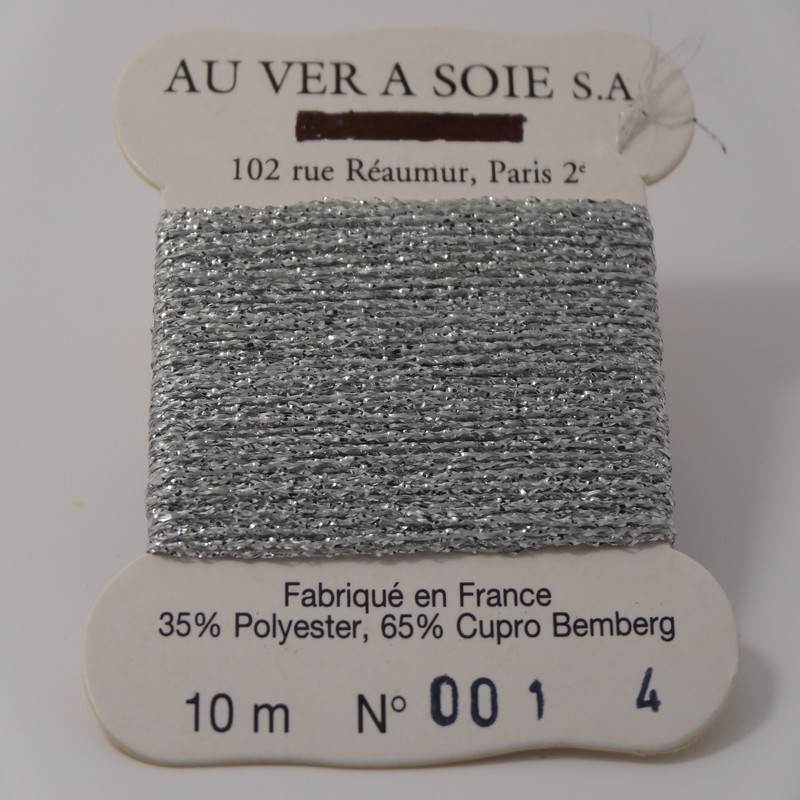 AU VER A SOIE S.A
102 rue Réaumur, Paris 2e
Fabriqué en France
35% Polyester, 65% Cupro Bemberg
10 m N° 001 4